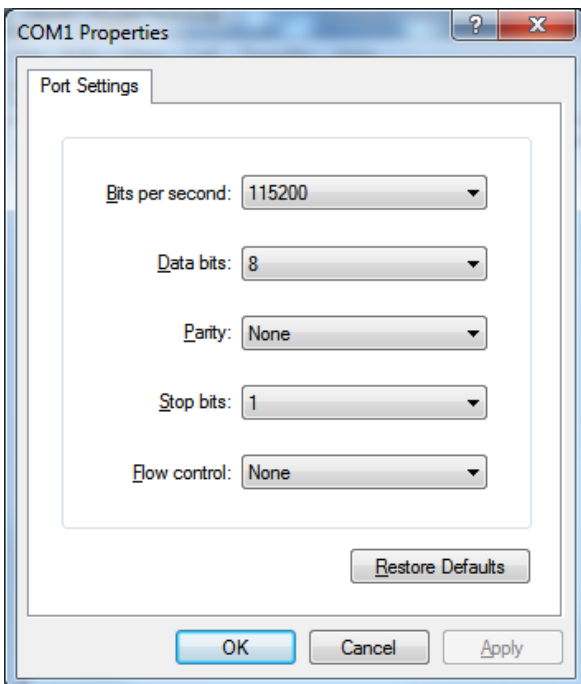 COM1 Properties
?
X
Port Settings
Bits per second: 115200
Data bits: 8
Parity: None
Stop bits: 1
Flow control: None
Restore Defaults
OK Cancel Apply